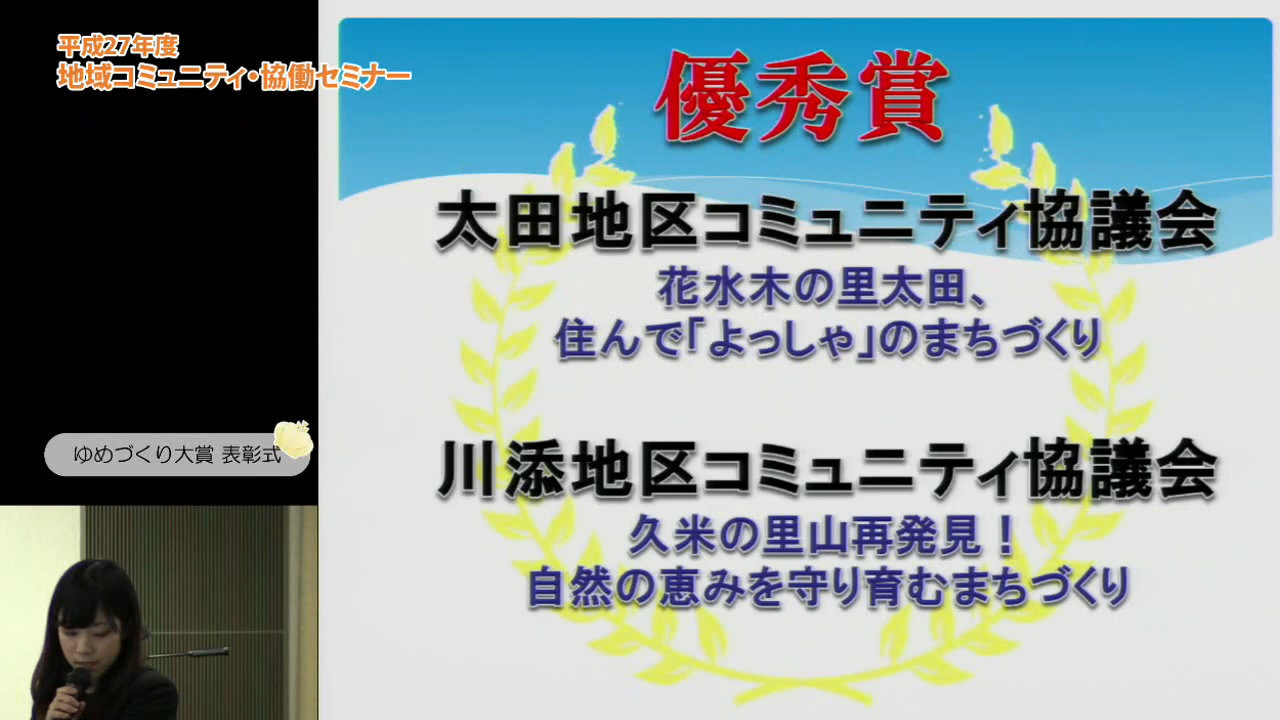 平成27年度
地域コミュニティ・協働セミナー
優秀賞
太田地区コミュニティ協議会
花水木の里太田、
住んで「よっしゃ」のまちづくり
川添地区コミュニティ協議会
久米の里山再発見！
自然の恵みを守り育むまちづくり
ゆめづくり大賞 表彰式